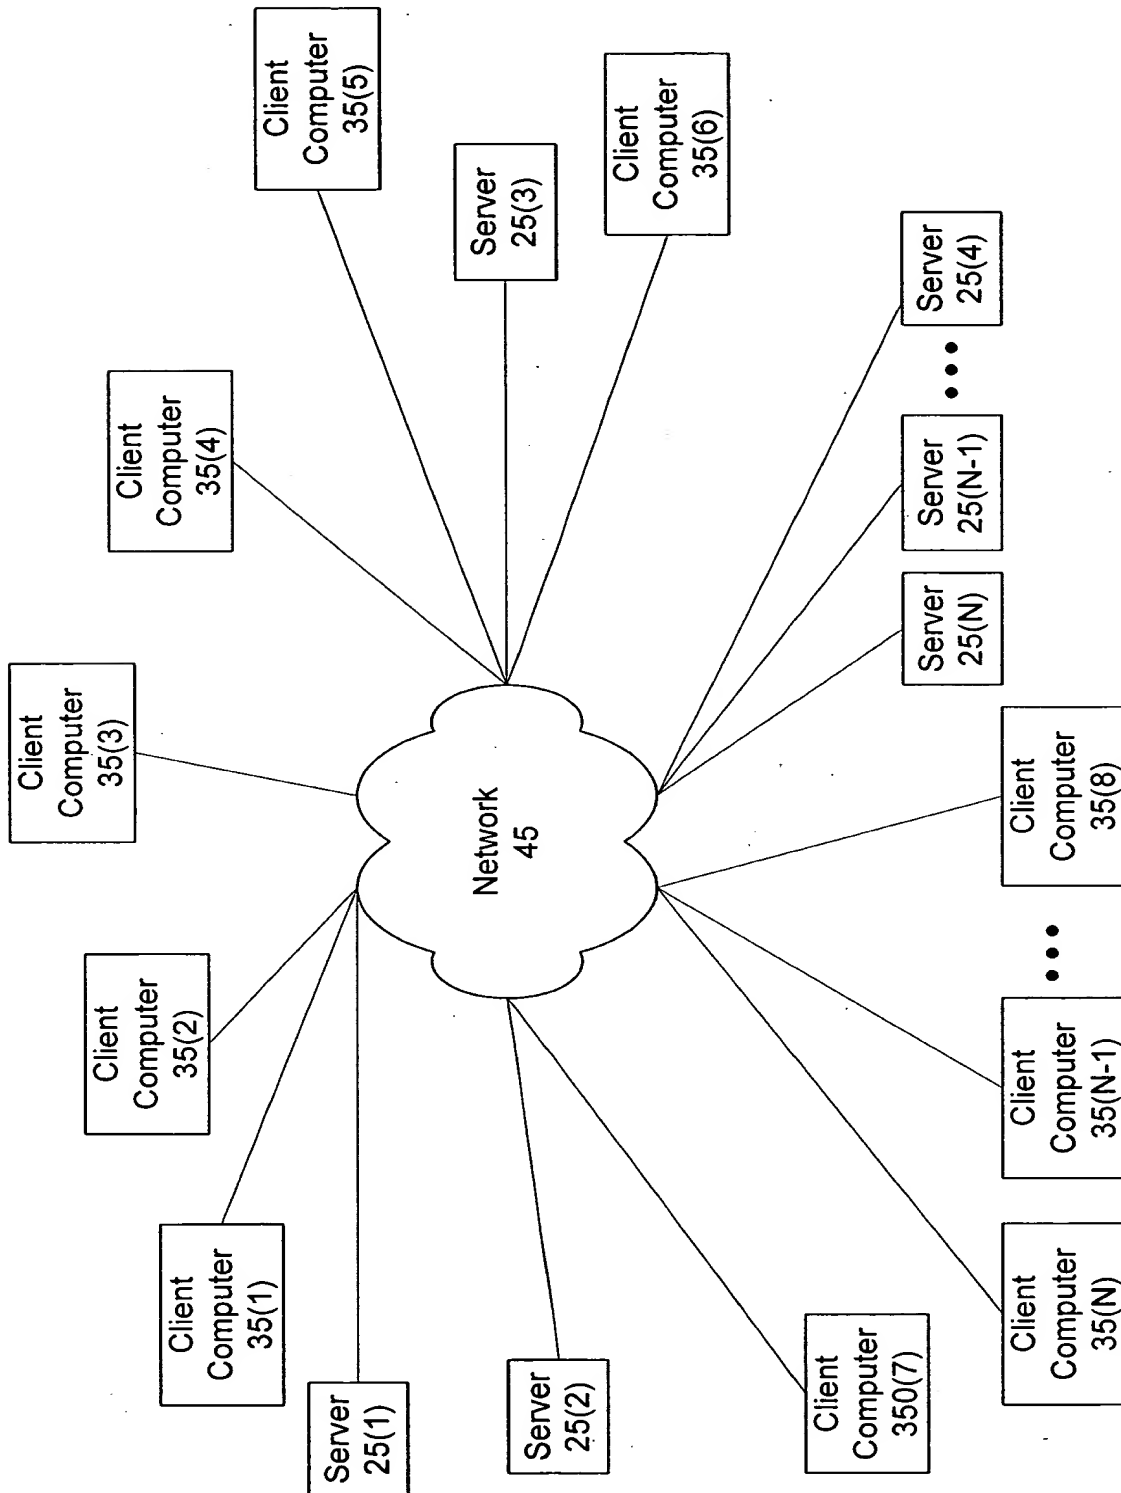 Client
Computer
35(3)
Client
Computer
35(2)
Client
Computer
35(4)
Client
Computer
35(1)
Client
Computer
35(5)
Server
25(1)
Network
45
Server
25(3)
Server
25(2)
Client
Computer
35(6)
Client
Computer
350(7)
Server
25(N)
Server
25(N-1)
•••
Server
25(4)
Client
Computer
35(N)
Client
Computer
35(N-1)
•••
Client
Computer
35(8)